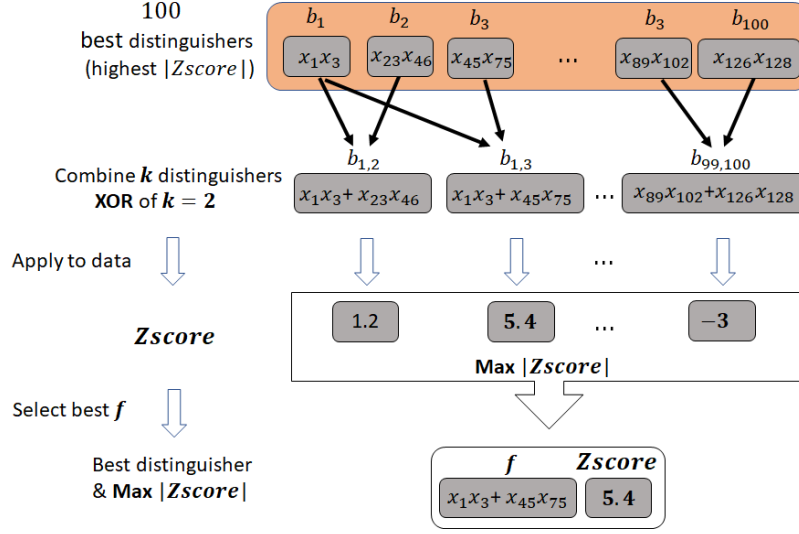 100
best distinguishers
(highest |Zscore|)
b₁ b₂ b₃ b₃ b₁₀₀
x₁x₃ x₂₃x₄₆ x₄₅x₇₅ ... x₈₉x₁₀₂ x₁₂₆x₁₂₈
b₁,₂ b₁,₃ b₉₉,₁₀₀
Combine k distinguishers
XOR of k = 2
x₁x₃+ x₂₃x₄₆ x₁x₃+ x₄₅x₇₅ ... x₈₉x₁₀₂+x₁₂₆x₁₂₈
Apply to data ...
Zscore 1.2 5.4 ... −3
Max |Zscore|
Select best f
Best distinguisher
& Max |Zscore|
f Zscore
x₁x₃+ x₄₅x₇₅ 5.4